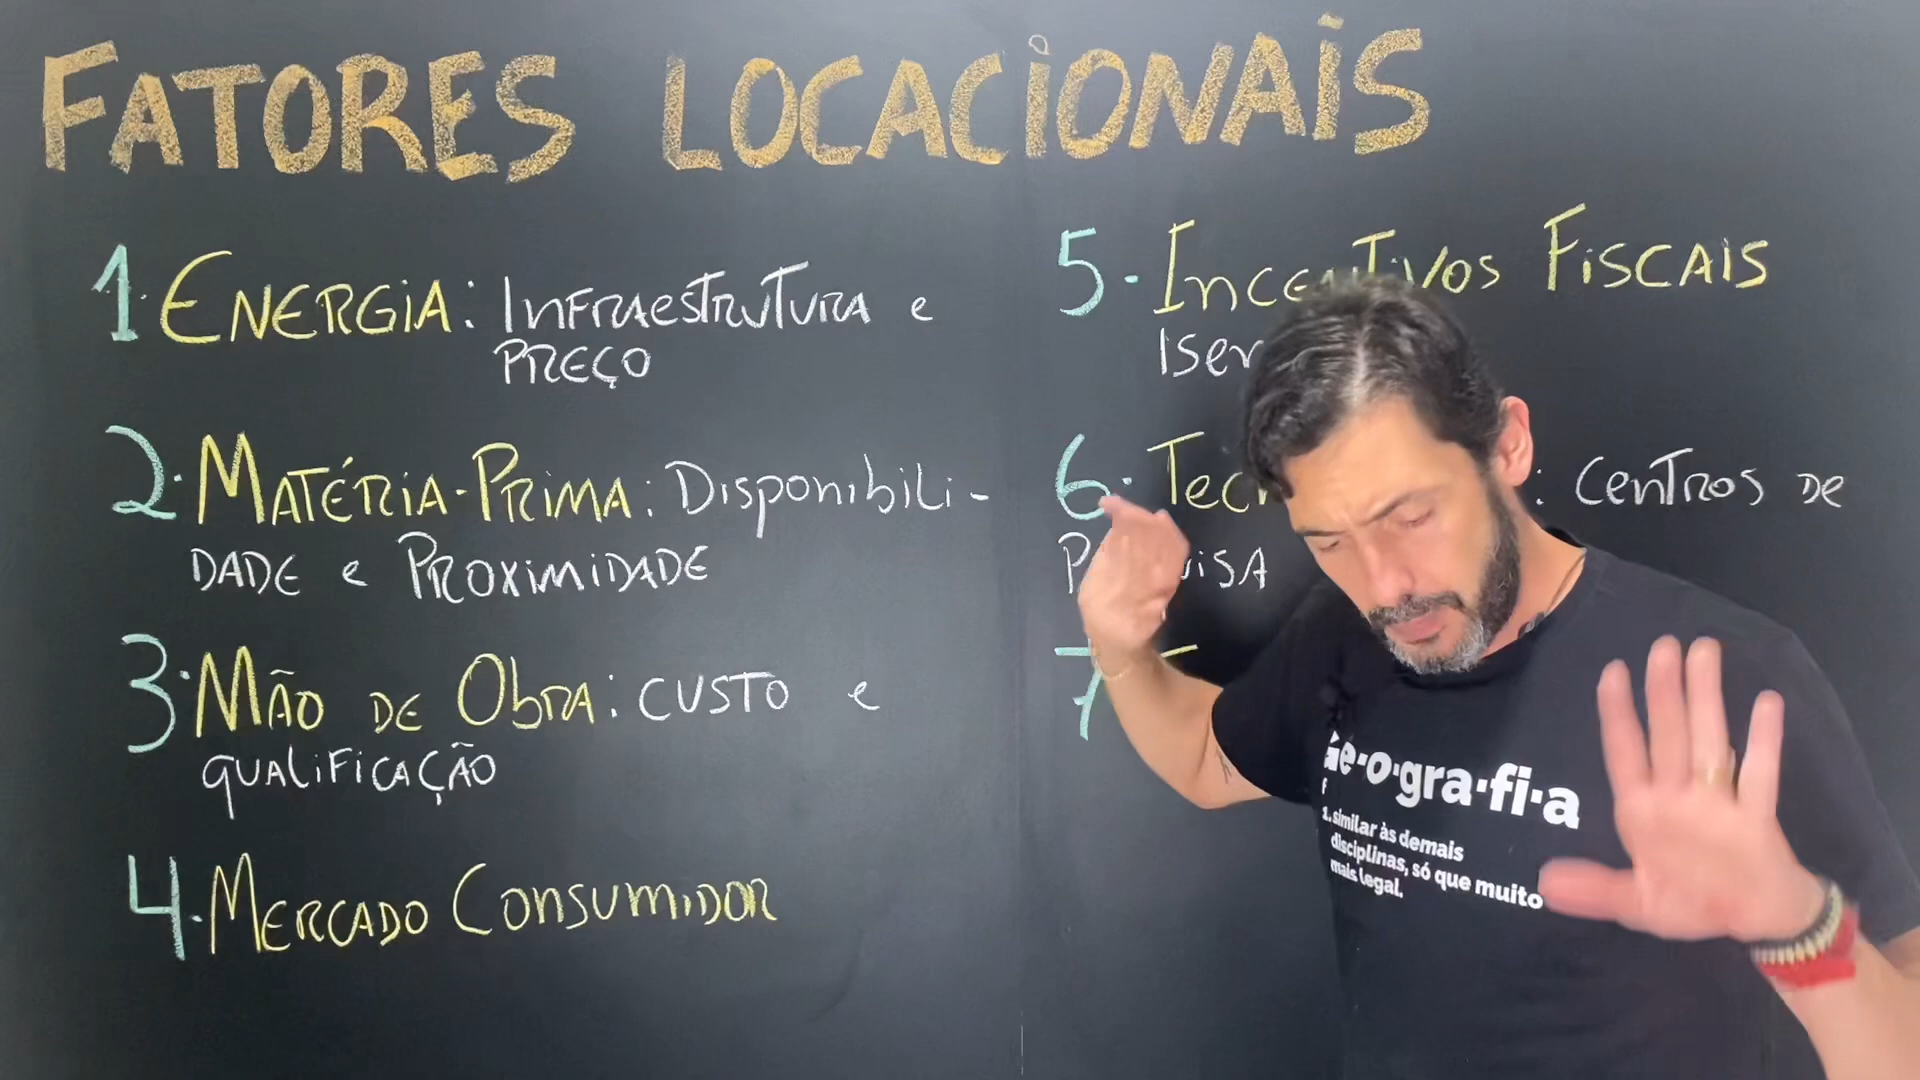 FATORES LOCACIONAIS
1. ENERGIA: INFRAESTRUTURA e
PREÇO
2. MATÉRIA-PRIMA: DISPONIBILI-
DADE e PROXIMIDADE
3. MÃO DE OBRA: CUSTO e
QUALIFICAÇÃO
4. MERCADO CONSUMIDOR
5. INCENTIVOS FISCAIS
6. : CENTROS DE
7
ge·o·gra·fi·a
f
1. similar às demais
disciplinas, só que muito
mais legal.